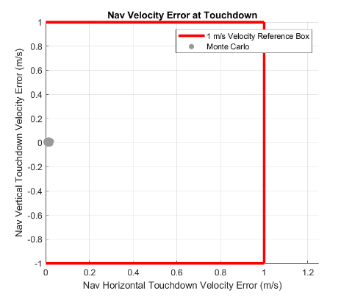 Nav Velocity Error at Touchdown
1 m/s Velocity Reference Box
Monte Carlo
Nav Vertical Touchdown Velocity Error (m/s)
1
0.8
0.6
0.4
0.2
0
-0.2
-0.4
-0.6
-0.8
-1
0 0.2 0.4 0.6 0.8 1 1.2
Nav Horizontal Touchdown Velocity Error (m/s)